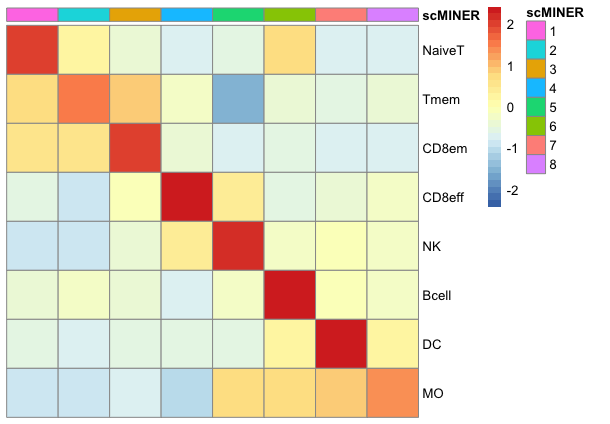 scMINER
NaiveT
Tmem
CD8em
CD8eff
NK
Bcell
DC
MO
2
1
0
-1
-2
scMINER
1
2
3
4
5
6
7
8